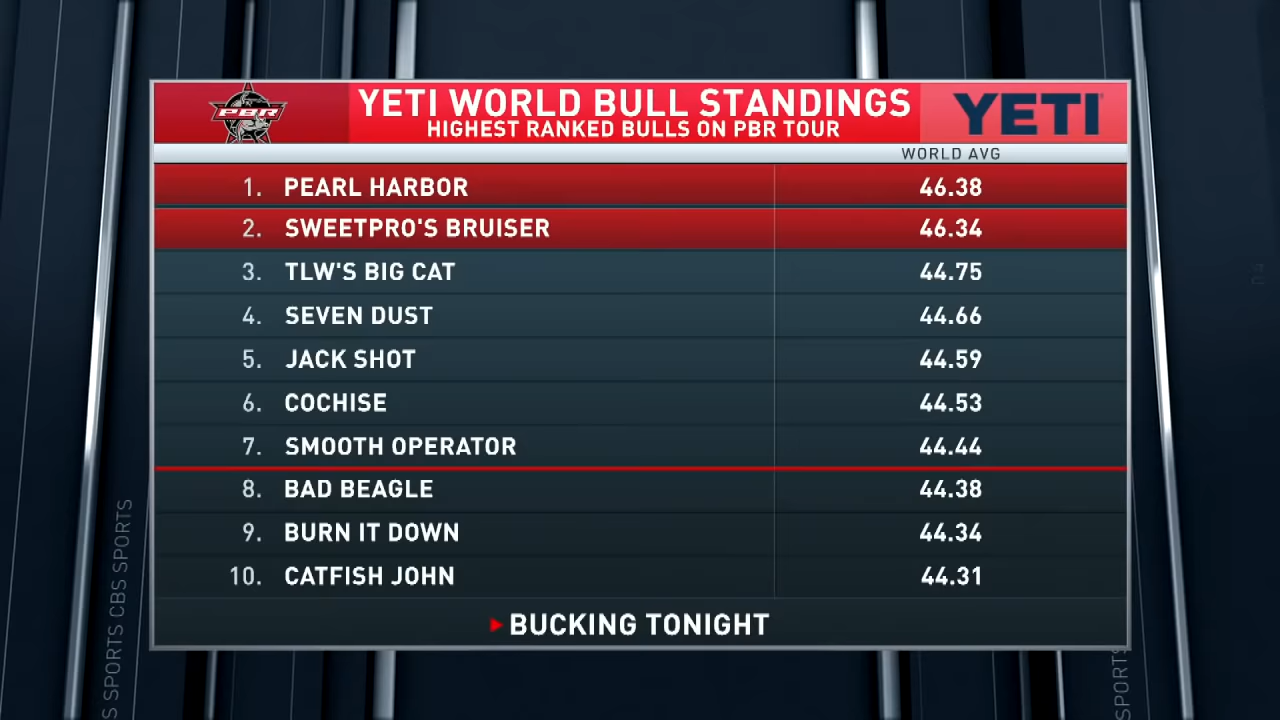 PBR
YETI WORLD BULL STANDINGS
HIGHEST RANKED BULLS ON PBR TOUR
YETI
WORLD AVG
1. PEARL HARBOR 46.38
2. SWEETPRO'S BRUISER 46.34
3. TLW'S BIG CAT 44.75
4. SEVEN DUST 44.66
5. JACK SHOT 44.59
6. COCHISE 44.53
7. SMOOTH OPERATOR 44.44
8. BAD BEAGLE 44.38
9. BURN IT DOWN 44.34
10. CATFISH JOHN 44.31
BUCKING TONIGHT
S SPORTS CBS SPORTS
SPORTS